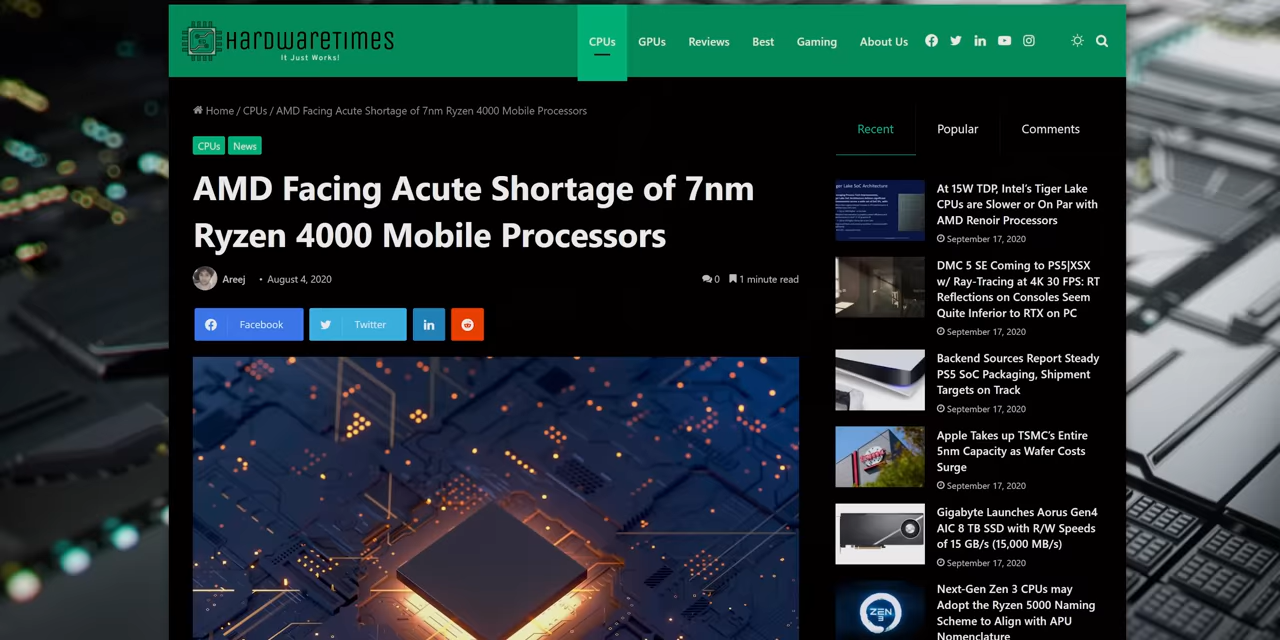 HARDWARETIMES
It Just Works!
CPUs
GPUs
Reviews
Best
Gaming
About Us
Home / CPUs / AMD Facing Acute Shortage of 7nm Ryzen 4000 Mobile Processors
CPUs
News
AMD Facing Acute Shortage of 7nm
Ryzen 4000 Mobile Processors
Areej • August 4, 2020
0
1 minute read
Facebook
Twitter
Recent
Popular
Comments
At 15W TDP, Intel's Tiger Lake
CPUs are Slower or On Par with
AMD Renoir Processors
September 17, 2020
DMC 5 SE Coming to PS5|XSX
w/ Ray-Tracing at 4K 30 FPS: RT
Reflections on Consoles Seem
Quite Inferior to RTX on PC
September 17, 2020
Backend Sources Report Steady
PS5 SoC Packaging, Shipment
Targets on Track
September 17, 2020
Apple Takes up TSMC's Entire
5nm Capacity as Wafer Costs
Surge
September 17, 2020
Gigabyte Launches Aorus Gen4
AIC 8 TB SSD with R/W Speeds
of 15 GB/s (15,000 MB/s)
September 17, 2020
ZEN
3
Next-Gen Zen 3 CPUs may
Adopt the Ryzen 5000 Naming
Scheme to Align with APU
Nomenclature